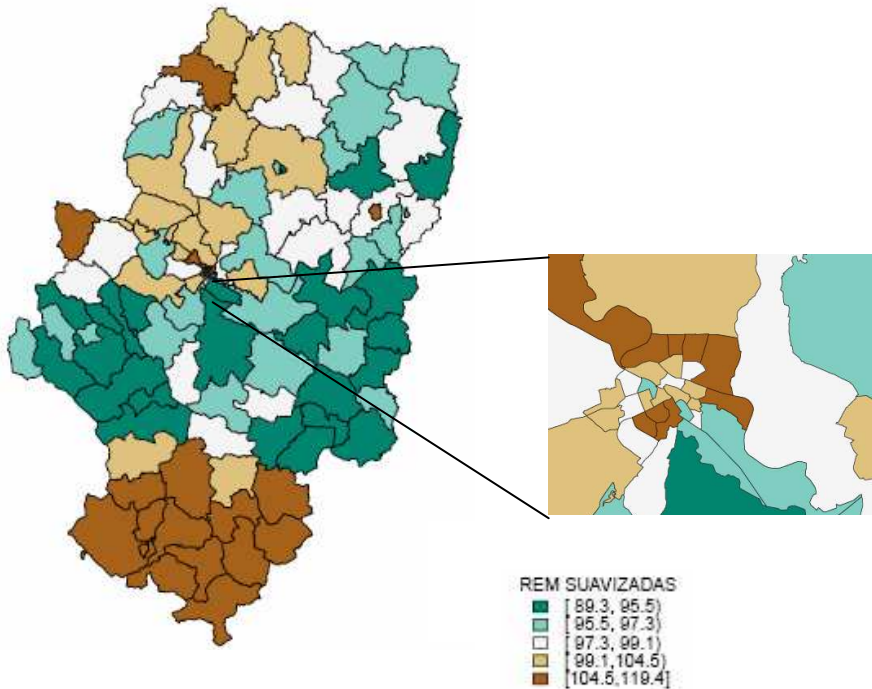 REM SUAVIZADAS
[ 89.3, 95.5)
[ 95.5, 97.3)
[ 97.3, 99.1)
[ 99.1,104.5)
[104.5,119.4]